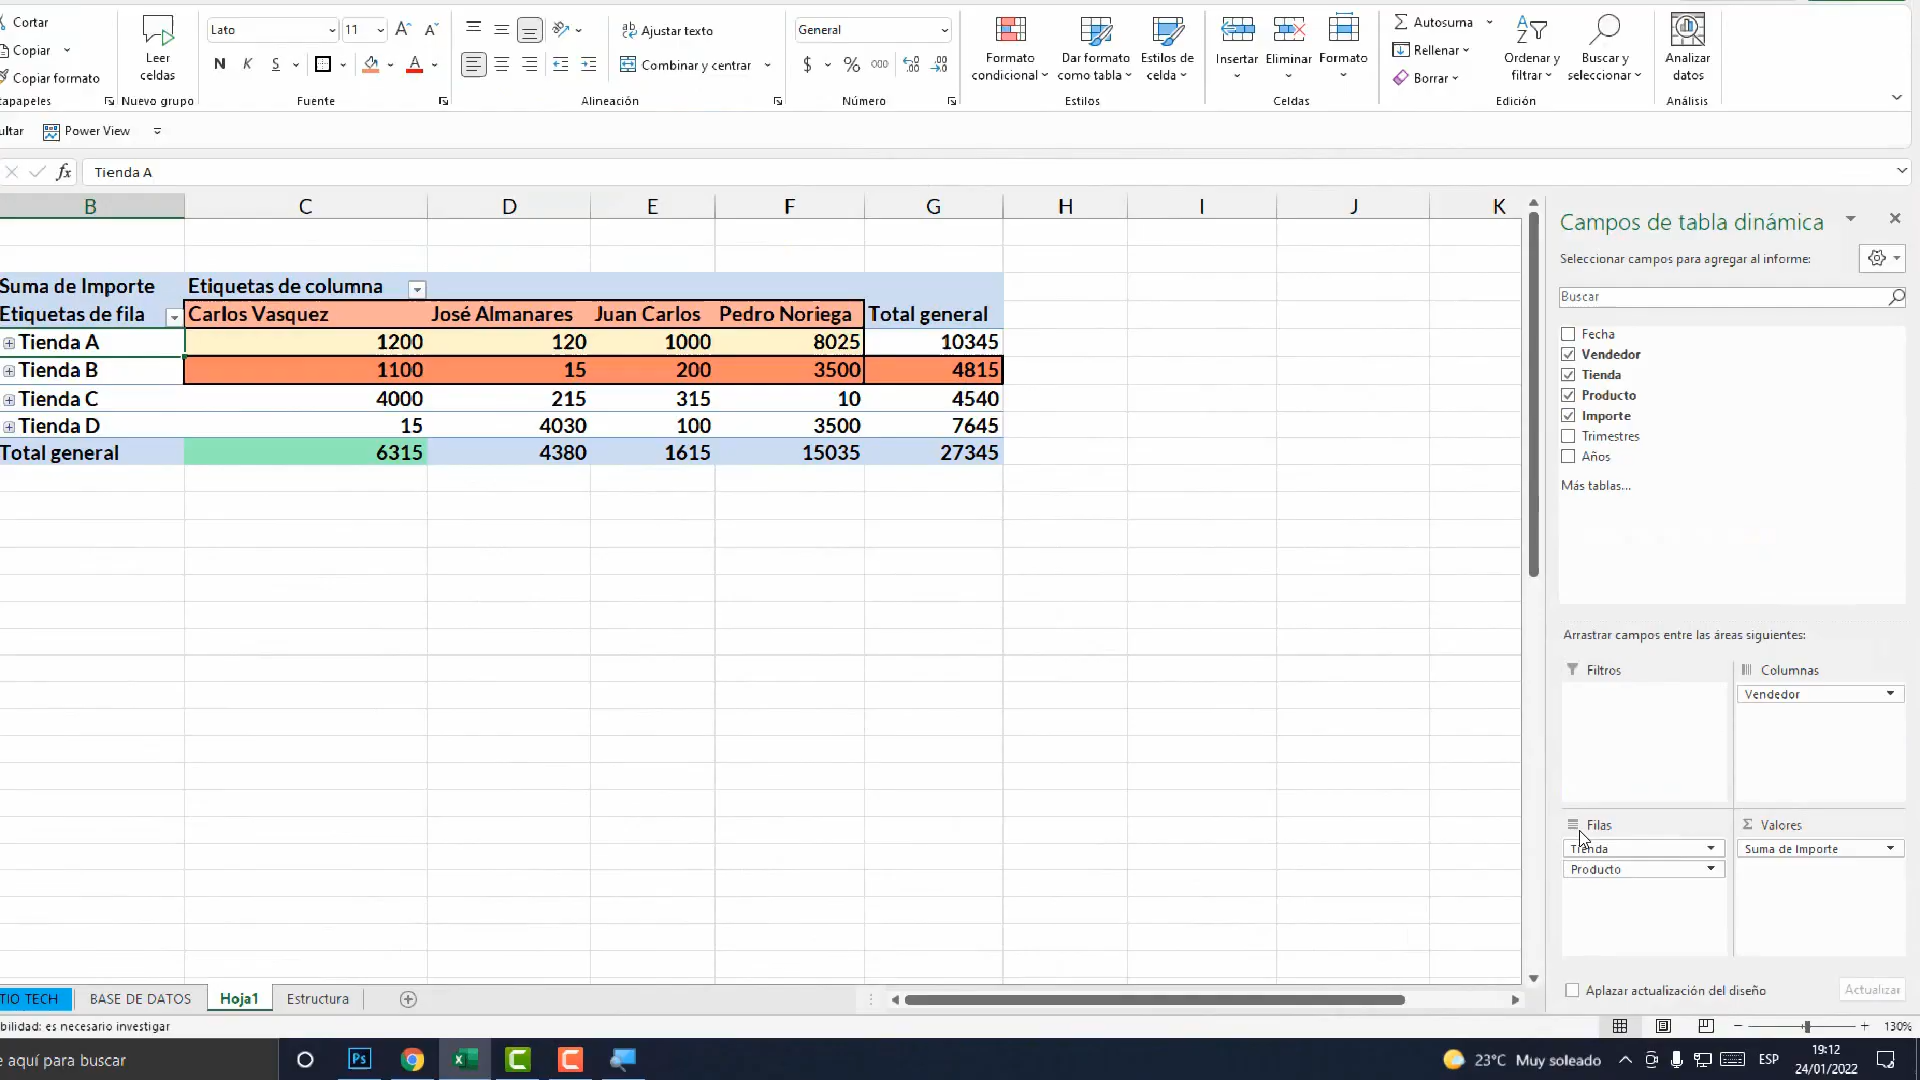 Cortar
Copiar
Copiar formato
Leer
celdas
Nuevo grupo
Lato
11
N K S
A
Fuente
Ajustar texto
Combinar y centrar
Alineación
General
$ % 000
Número
Formato
condicional
Dar formato
como tabla
Estilos de
celda
Estilos
Insertar
Eliminar
Formato
Celdas
Autosuma
Rellenar
Borrar
Ordenar y
filtrar
Buscar y
seleccionar
Edición
Analizar
datos
Análisis
Power View
fx Tienda A
B C D E F G H I J K
Suma de Importe Etiquetas de columna
Etiquetas de fila Carlos Vasquez José Almanares Juan Carlos Pedro Noriega Total general
Tienda A 1200 120 1000 8025 10345
Tienda B 1100 15 200 3500 4815
Tienda C 4000 215 315 10 4540
Tienda D 15 4030 100 3500 7645
Total general 6315 4380 1615 15035 27345
Campos de tabla dinámica
Seleccionar campos para agregar al informe:
Buscar
Fecha
Vendedor
Tienda
Producto
Importe
Trimestres
Años
Más tablas...
Arrastrar campos entre las áreas siguientes:
Filtros
Columnas
Vendedor
Filas
Tienda
Producto
Σ Valores
Suma de Importe
Aplazar actualización del diseño
Actualizar
TIO TECH BASE DE DATOS Hoja1 Estructura
bilidad: es necesario investigar
130%
e aquí para buscar
Ps
23°C Muy soleado
ESP
19:12
24/01/2022